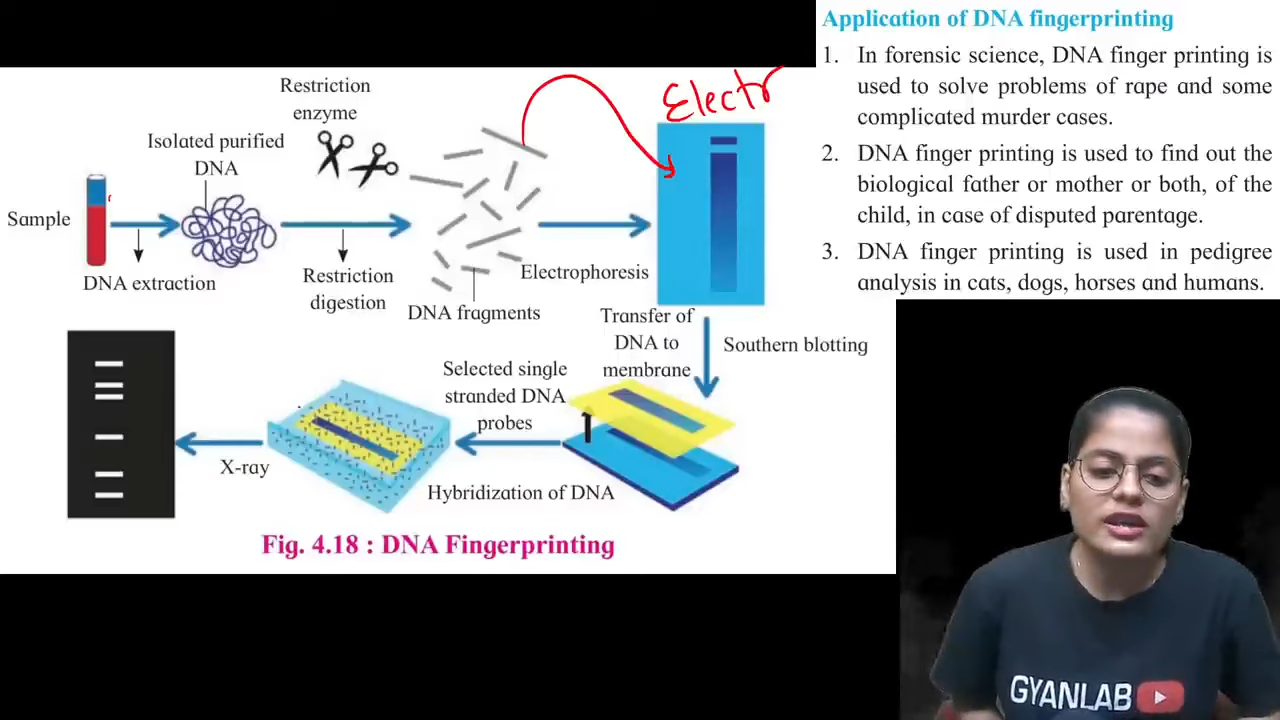 Application of DNA fingerprinting
1. In forensic science, DNA finger printing is
used to solve problems of rape and some
complicated murder cases.
2. DNA finger printing is used to find out the
biological father or mother or both, of the
child, in case of disputed parentage.
3. DNA finger printing is used in pedigree
analysis in cats, dogs, horses and humans.
Restriction
enzyme
Electr
Isolated purified
DNA
Sample
DNA extraction
Restriction
digestion
DNA fragments
Electrophoresis
Transfer of
DNA to
membrane
Southern blotting
Selected single
stranded DNA
probes
Hybridization of DNA
X-ray
Fig. 4.18 : DNA Fingerprinting
GYANLAB